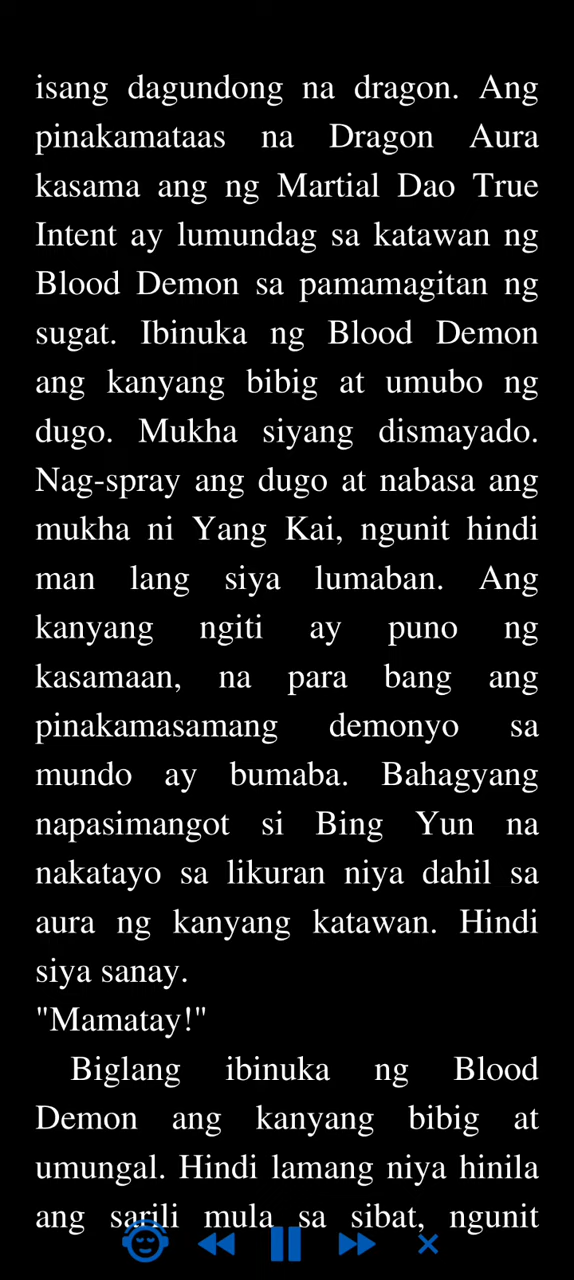 isang dagundong na dragon. Ang
pinakamataas na Dragon Aura
kasama ang ng Martial Dao True
Intent ay lumundag sa katawan ng
Blood Demon sa pamamagitan ng
sugat. Ibinuka ng Blood Demon
ang kanyang bibig at umubo ng
dugo. Mukha siyang dismayado.
Nag-spray ang dugo at nabasa ang
mukha ni Yang Kai, ngunit hindi
man lang siya lumaban. Ang
kanyang ngiti ay puno ng
kasamaan, na para bang ang
pinakamasamang demonyo sa
mundo ay bumaba. Bahagyang
napasimangot si Bing Yun na
nakatayo sa likuran niya dahil sa
aura ng kanyang katawan. Hindi
siya sanay.
"Mamatay!"
Biglang ibinuka ng Blood
Demon ang kanyang bibig at
umungal. Hindi lamang niya hinila
ang sarili mula sa sibat, ngunit